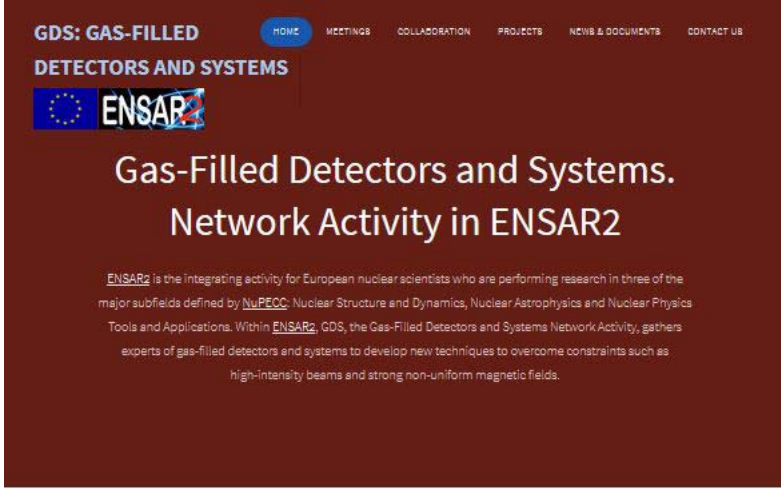 GDS: GAS-FILLED
DETECTORS AND SYSTEMS
HOME MEETINGS COLLABORATION PROJECTS NEWS & DOCUMENTS CONTACT US
ENSAR2
Gas-Filled Detectors and Systems.
Network Activity in ENSAR2
ENSAR2 is the integrating activity for European nuclear scientists who are performing research in three of the
major subfields defined by NuPECC: Nuclear Structure and Dynamics, Nuclear Astrophysics and Nuclear Physics
Tools and Applications. Within ENSAR2, GDS, the Gas-Filled Detectors and Systems Network Activity, gathers
experts of gas-filled detectors and systems to develop new techniques to overcome constraints such as
high-intensity beams and strong non-uniform magnetic fields.